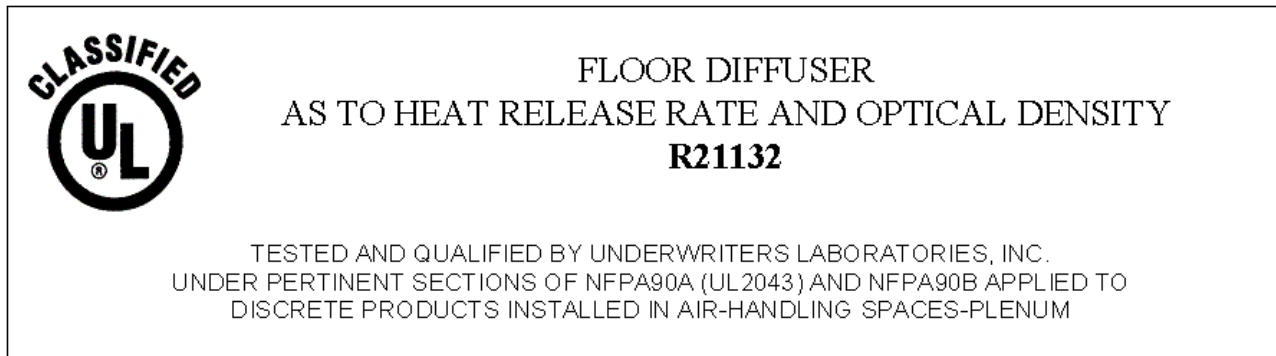 CLASSIFIED
UL
®
FLOOR DIFFUSER
AS TO HEAT RELEASE RATE AND OPTICAL DENSITY
R21132
TESTED AND QUALIFIED BY UNDERWRITERS LABORATORIES, INC.
UNDER PERTINENT SECTIONS OF NFPA90A (UL2043) AND NFPA90B APPLIED TO
DISCRETE PRODUCTS INSTALLED IN AIR-HANDLING SPACES-PLENUM